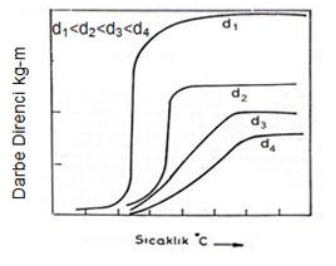 d₁<d₂<d₃<d₄
d₁
d₂
d₃
d₄
Darbe Direnci kg-m
Sıcaklık °C →